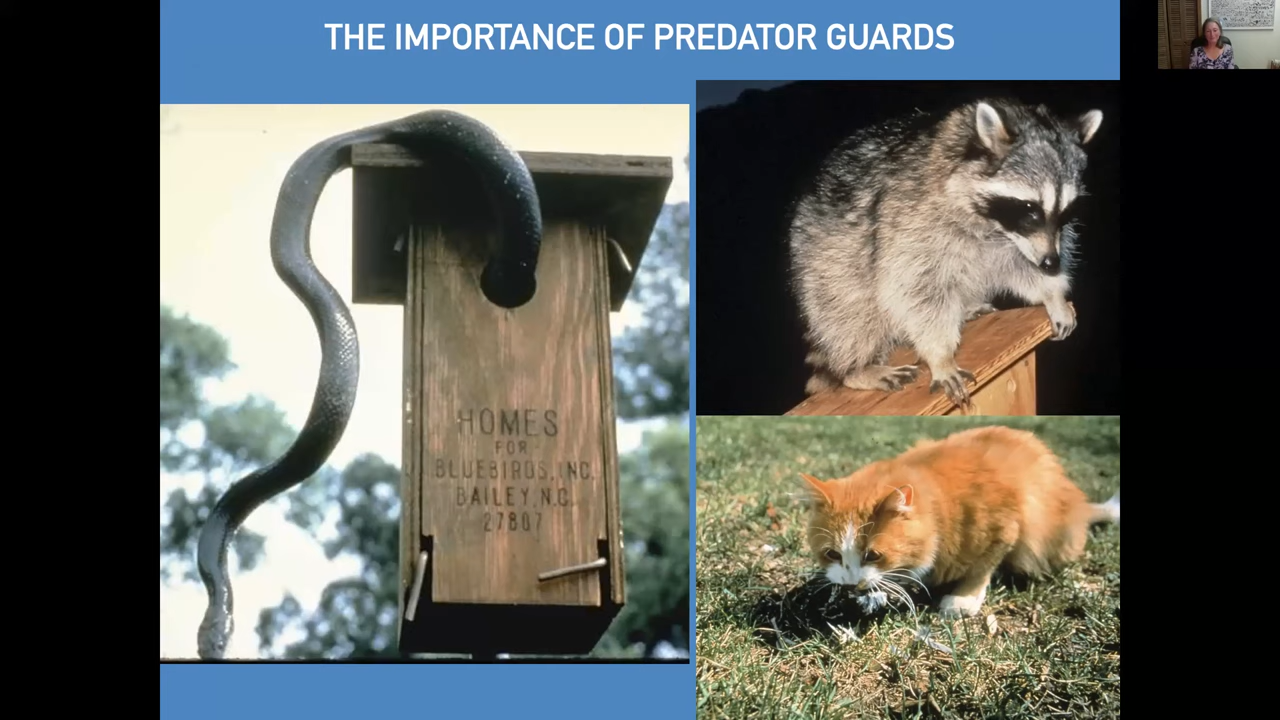 THE IMPORTANCE OF PREDATOR GUARDS
HOMES
FOR
BLUEBIRDS, INC.
BAILEY, N.C.
27807